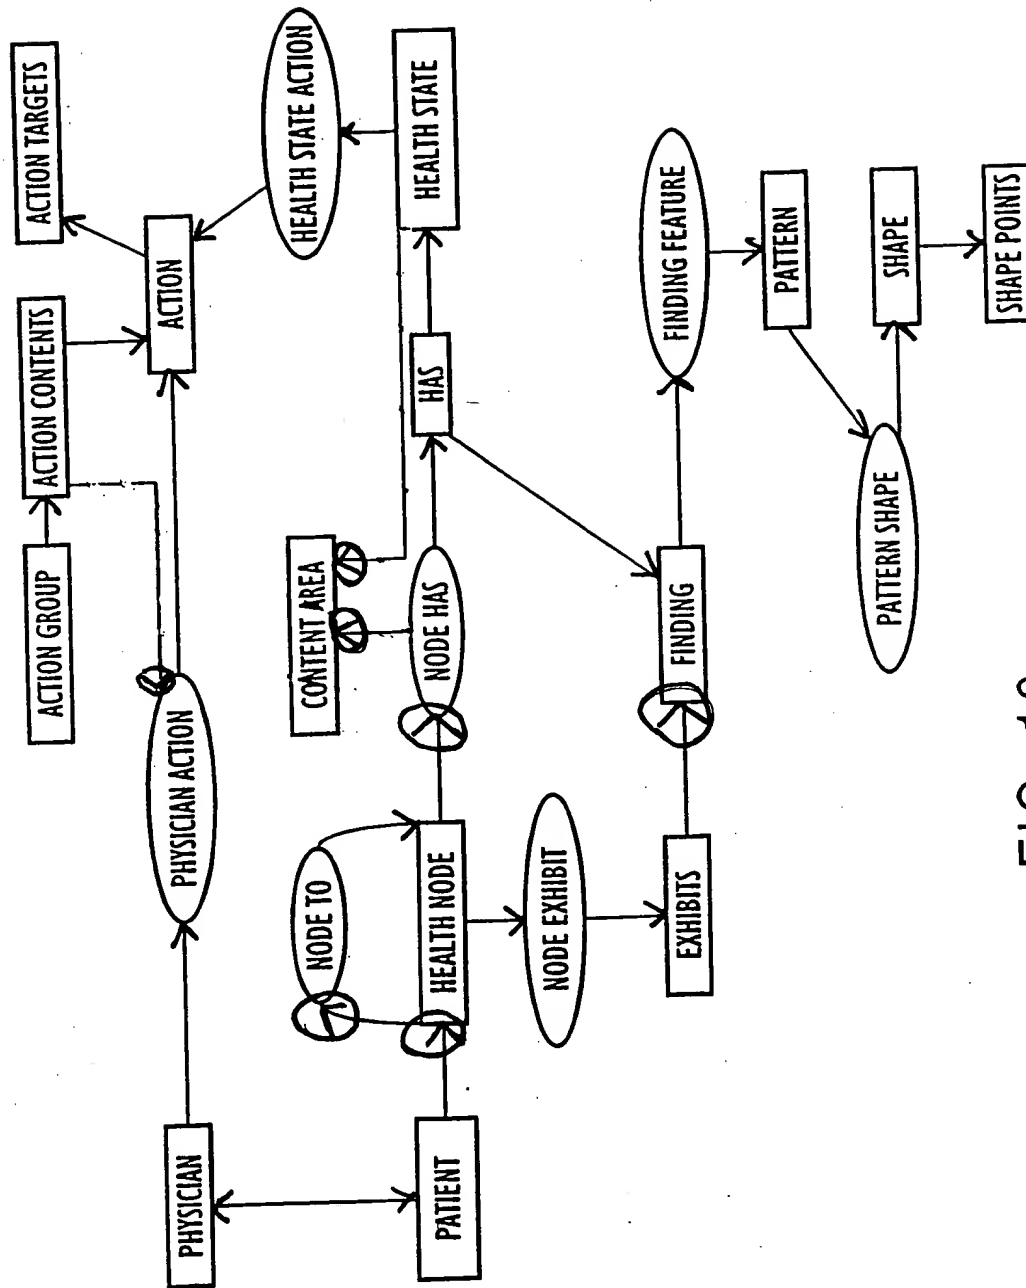 ACTION GROUP
ACTION CONTENTS
ACTION TARGETS
PHYSICIAN
PHYSICIAN ACTION
ACTION
NODE TO
CONTENT AREA
HEALTH STATE ACTION
PATIENT
HEALTH NODE
NODE HAS
HAS
HEALTH STATE
NODE EXHIBIT
EXHIBITS
FINDING
FINDING FEATURE
PATTERN
PATTERN SHAPE
SHAPE
SHAPE POINTS
FIG.